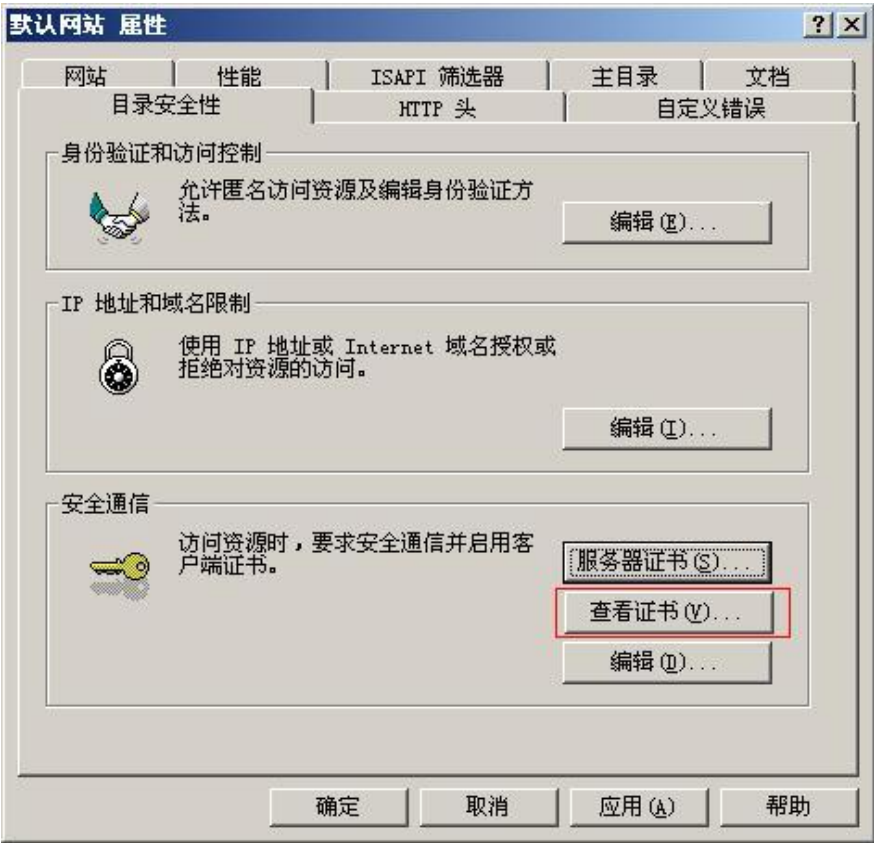 默认网站 属性
网站 性能 ISAPI 筛选器 主目录 文档
目录安全性 HTTP 头 自定义错误
身份验证和访问控制
允许匿名访问资源及编辑身份验证方
法。
编辑(E)...
IP 地址和域名限制
使用 IP 地址或 Internet 域名授权或
拒绝对资源的访问。
编辑(I)...
安全通信
访问资源时，要求安全通信并启用客
户端证书。
服务器证书(S)...
查看证书(V)...
编辑(D)...
确定 取消 应用(A) 帮助